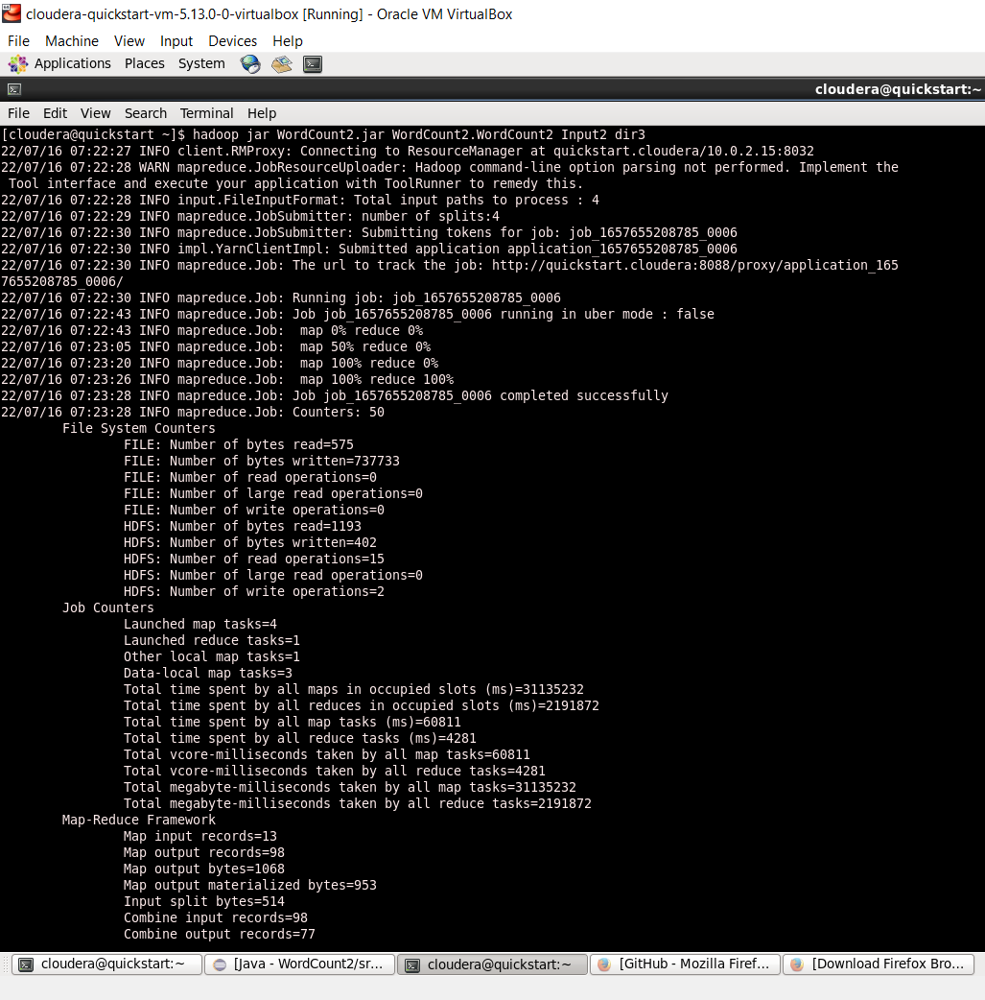 cloudera-quickstart-vm-5.13.0-0-virtualbox [Running] - Oracle VM VirtualBox
File Machine View Input Devices Help
Applications Places System
cloudera@quickstart:~
File Edit View Search Terminal Help
[cloudera@quickstart ~]$ hadoop jar WordCount2.jar WordCount2.WordCount2 Input2 dir3
22/07/16 07:22:27 INFO client.RMProxy: Connecting to ResourceManager at quickstart.cloudera/10.0.2.15:8032
22/07/16 07:22:28 WARN mapreduce.JobResourceUploader: Hadoop command-line option parsing not performed. Implement the
Tool interface and execute your application with ToolRunner to remedy this.
22/07/16 07:22:28 INFO input.FileInputFormat: Total input paths to process : 4
22/07/16 07:22:29 INFO mapreduce.JobSubmitter: number of splits:4
22/07/16 07:22:30 INFO mapreduce.JobSubmitter: Submitting tokens for job: job_1657655208785_0006
22/07/16 07:22:30 INFO impl.YarnClientImpl: Submitted application application_1657655208785_0006
22/07/16 07:22:30 INFO mapreduce.Job: The url to track the job: http://quickstart.cloudera:8088/proxy/application_165
7655208785_0006/
22/07/16 07:22:30 INFO mapreduce.Job: Running job: job_1657655208785_0006
22/07/16 07:22:43 INFO mapreduce.Job: Job job_1657655208785_0006 running in uber mode : false
22/07/16 07:22:43 INFO mapreduce.Job:  map 0% reduce 0%
22/07/16 07:23:05 INFO mapreduce.Job:  map 50% reduce 0%
22/07/16 07:23:20 INFO mapreduce.Job:  map 100% reduce 0%
22/07/16 07:23:26 INFO mapreduce.Job:  map 100% reduce 100%
22/07/16 07:23:28 INFO mapreduce.Job: Job job_1657655208785_0006 completed successfully
22/07/16 07:23:28 INFO mapreduce.Job: Counters: 50
File System Counters
FILE: Number of bytes read=575
FILE: Number of bytes written=737733
FILE: Number of read operations=0
FILE: Number of large read operations=0
FILE: Number of write operations=0
HDFS: Number of bytes read=1193
HDFS: Number of bytes written=402
HDFS: Number of read operations=15
HDFS: Number of large read operations=0
HDFS: Number of write operations=2
Job Counters
Launched map tasks=4
Launched reduce tasks=1
Other local map tasks=1
Data-local map tasks=3
Total time spent by all maps in occupied slots (ms)=31135232
Total time spent by all reduces in occupied slots (ms)=2191872
Total time spent by all map tasks (ms)=60811
Total time spent by all reduce tasks (ms)=4281
Total vcore-milliseconds taken by all map tasks=60811
Total vcore-milliseconds taken by all reduce tasks=4281
Total megabyte-milliseconds taken by all map tasks=31135232
Total megabyte-milliseconds taken by all reduce tasks=2191872
Map-Reduce Framework
Map input records=13
Map output records=98
Map output bytes=1068
Map output materialized bytes=953
Input split bytes=514
Combine input records=98
Combine output records=77
cloudera@quickstart:~ [Java - WordCount2/sr... cloudera@quickstart:~ [GitHub - Mozilla Firef... [Download Firefox Bro...